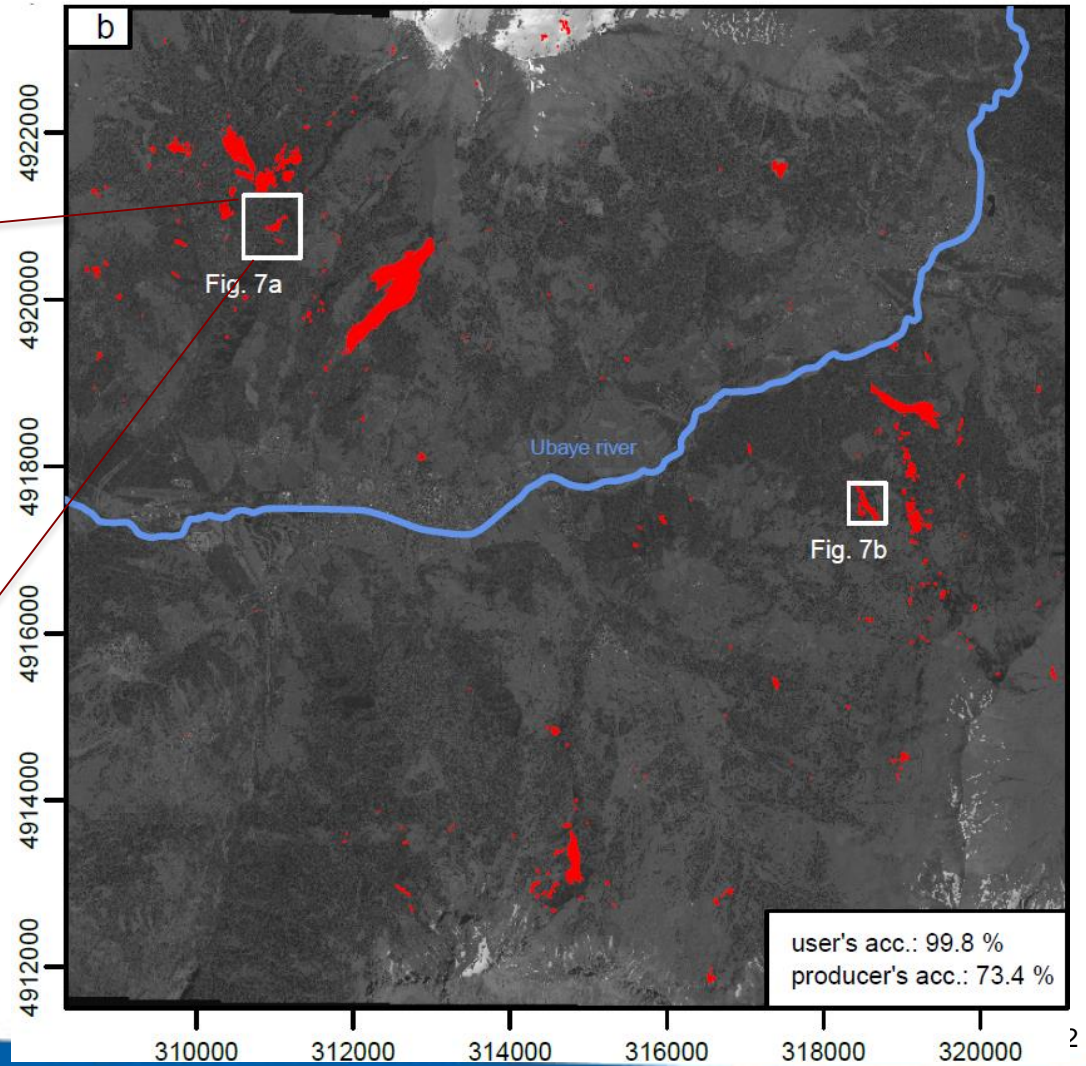 b
4922000
4920000
4918000
4916000
4914000
4912000
Fig. 7a
Ubaye river
Fig. 7b
user's acc.: 99.8 %
producer's acc.: 73.4 %
310000 312000 314000 316000 318000 320000
2